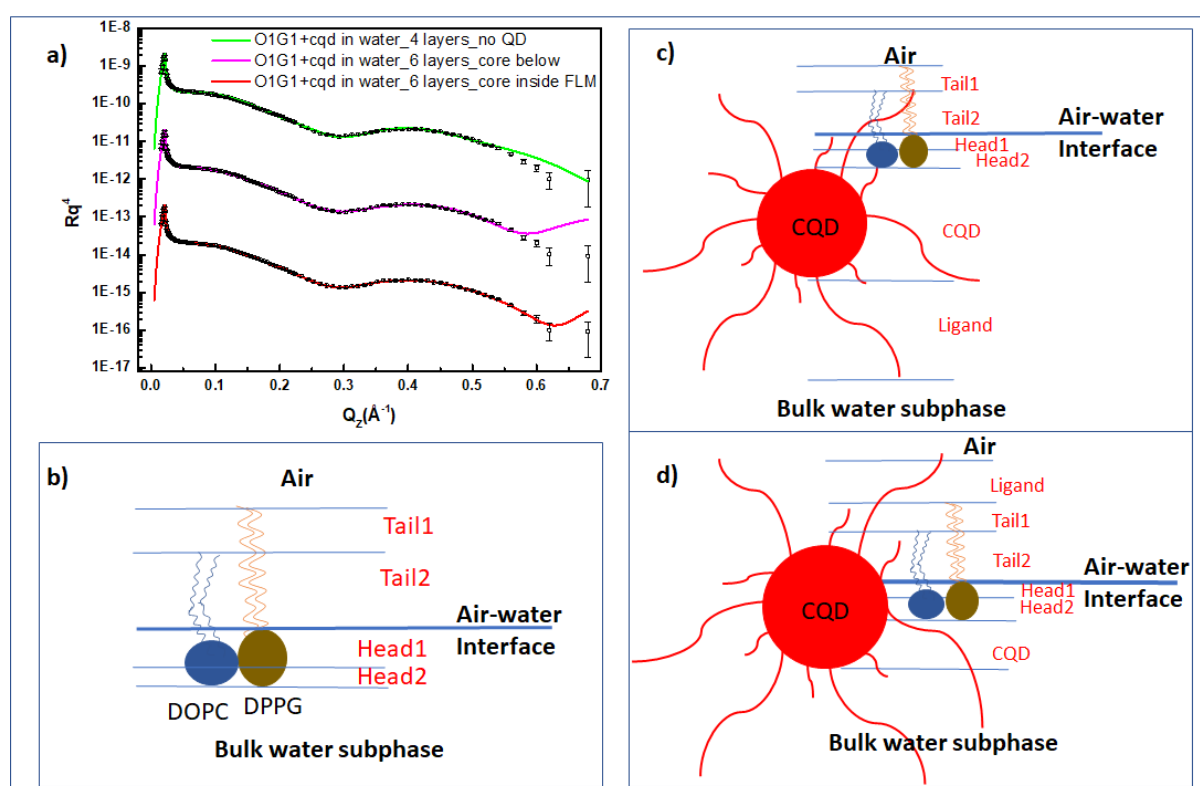 a)
O1G1+cqd in water_4 layers_no QD
O1G1+cqd in water_6 layers_core below
O1G1+cqd in water_6 layers_core inside FLM
1E-8
1E-9
1E-10
1E-11
1E-12
1E-13
1E-14
1E-15
1E-16
1E-17
Rq⁴
0.0 0.1 0.2 0.3 0.4 0.5 0.6 0.7
Q_Z(Å⁻¹)
b)
Air
Tail1
Tail2
Air-water
Interface
Head1
Head2
DOPC DPPG
Bulk water subphase
c)
Air
Tail1
Tail2
Air-water
Interface
Head1
Head2
CQD
CQD
Ligand
Bulk water subphase
d)
Air
Ligand
Tail1
Tail2
Air-water
Interface
Head1
Head2
CQD
CQD
Bulk water subphase